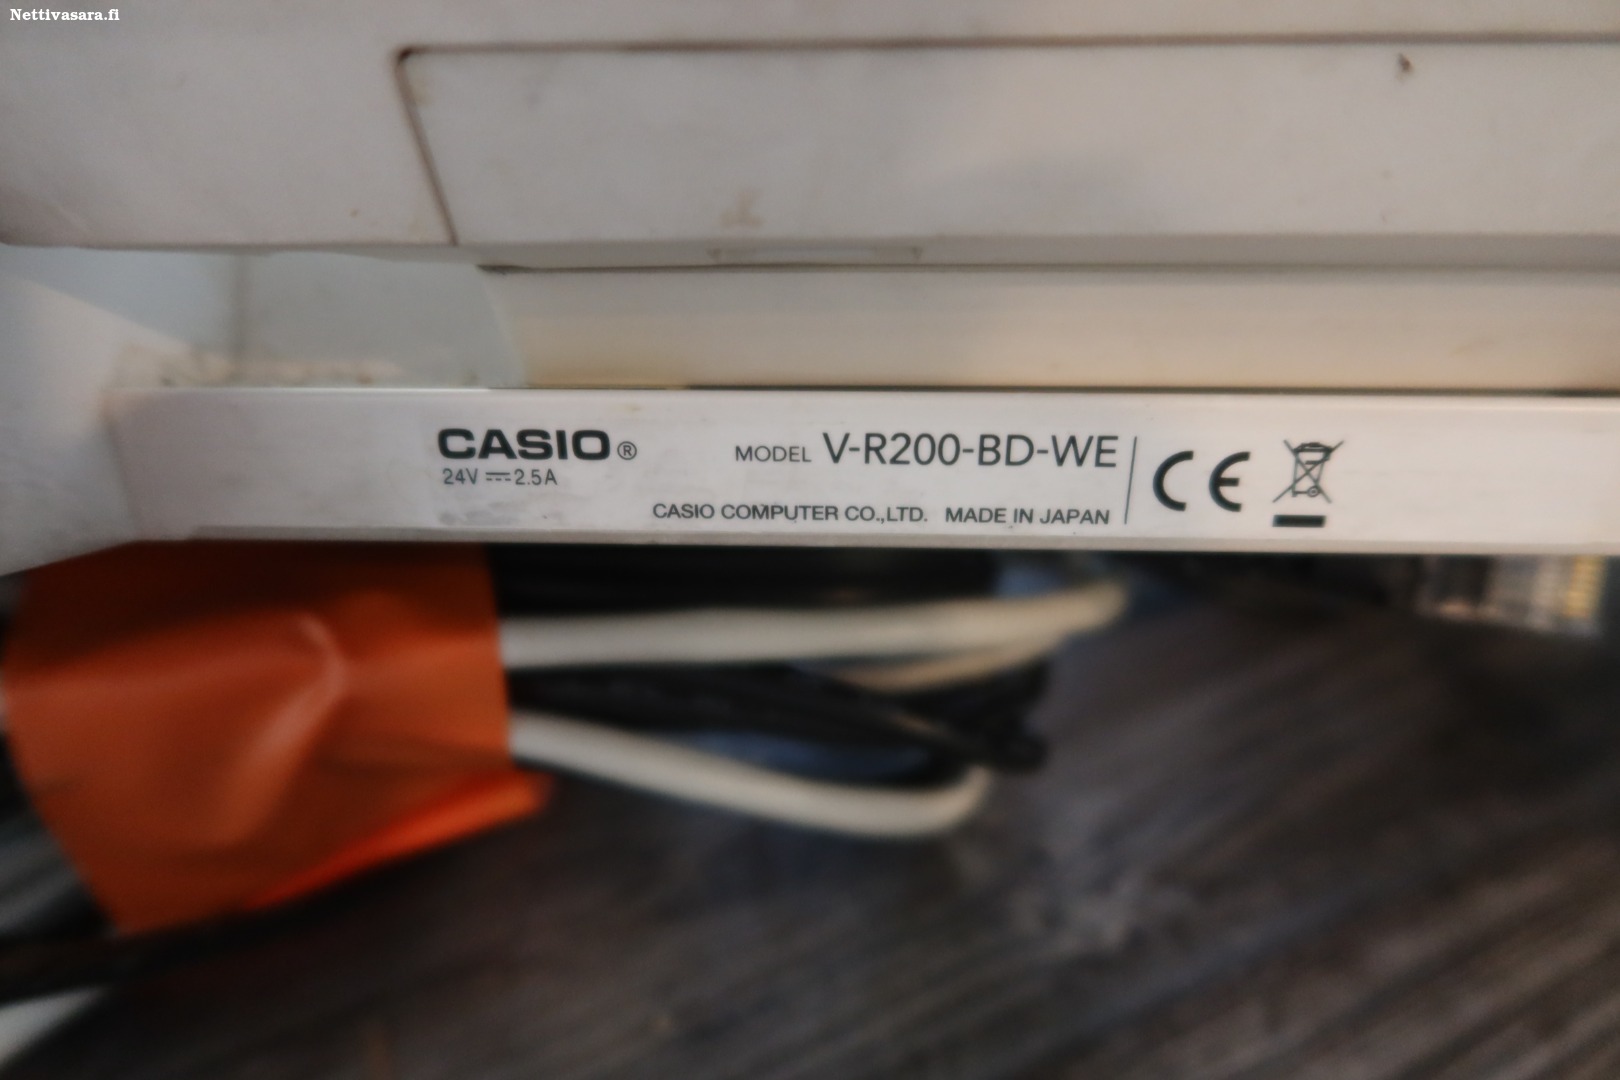 Nettivasara.fi
CASIO® MODEL V-R200-BD-WE
24V ⎓ 2.5A
CASIO COMPUTER CO.,LTD. MADE IN JAPAN
CE